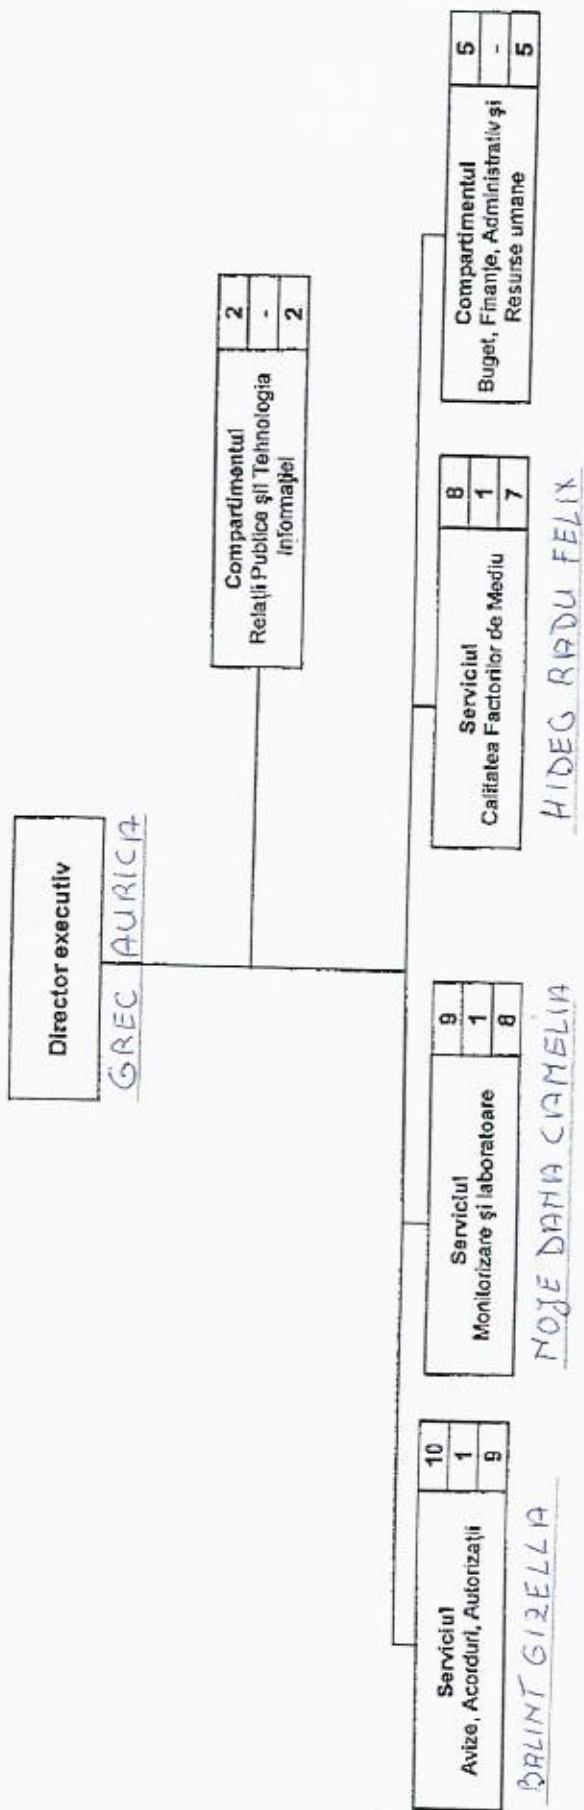 Director executiv
GREC AURICA
Compartimentul
Relații Publice șil Tehnologia
Informației
2
-
2
Serviciul
Avize, Acorduri, Autorizații
10
1
9
BALINT GIZELLA
Serviciul
Monitorizare și laboratoare
9
1
8
NOJE DANA CAMELIA
Serviciul
Calitatea Factorilor de Mediu
8
1
7
HIDEG RADU FELIX
Compartimentul
Buget, Finanțe, Administrativ și
Resurse umane
5
-
5